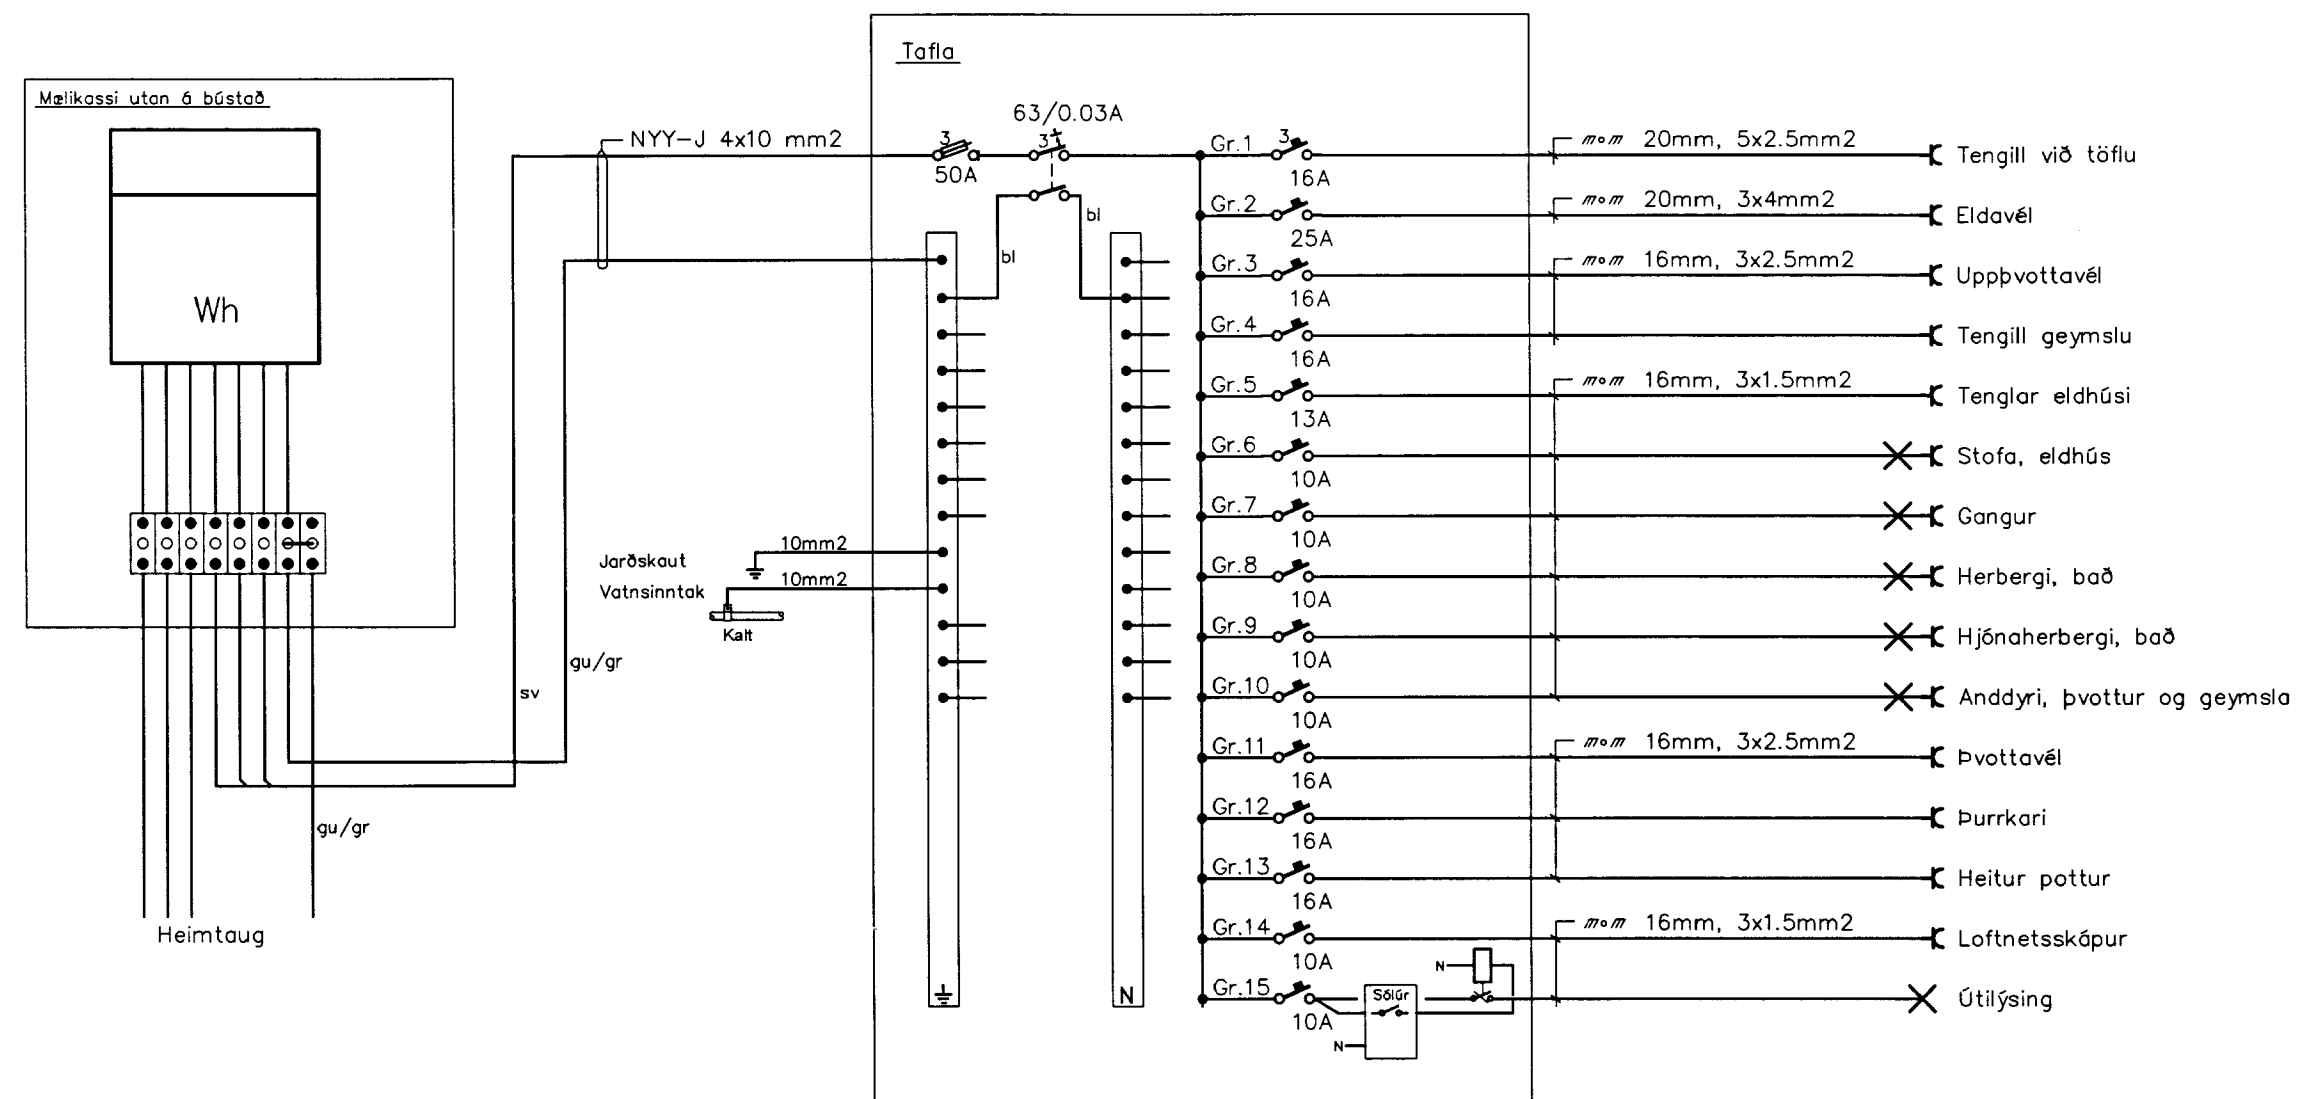 Mælikassi utan á bústað
Wh
Heimtaug
gu/gr
sv
gu/gr
NYY-J 4x10 mm2
Jarðskaut
10mm2
Vatnsinntak
10mm2
Kalt
Tafla
3
50A
63/0.03A
3
bl
bl
N
Gr.1 3 16A 20mm, 5x2.5mm2 Tengill við töflu
Gr.2 25A 20mm, 3x4mm2 Eldavél
Gr.3 16A 16mm, 3x2.5mm2 Uppþvottavél
Gr.4 16A Tengill geymslu
Gr.5 13A 16mm, 3x1.5mm2 Tenglar eldhúsi
Gr.6 10A Stofa, eldhús
Gr.7 10A Gangur
Gr.8 10A Herbergi, bað
Gr.9 10A Hjónaherbergi, bað
Gr.10 10A Anddyri, þvottur og geymsla
Gr.11 16A 16mm, 3x2.5mm2 Þvottavél
Gr.12 16A Þurrkari
Gr.13 16A Heitur pottur
Gr.14 10A 16mm, 3x1.5mm2 Loftnetsskápur
N
Gr.15 10A Sólúr Útilýsing
N